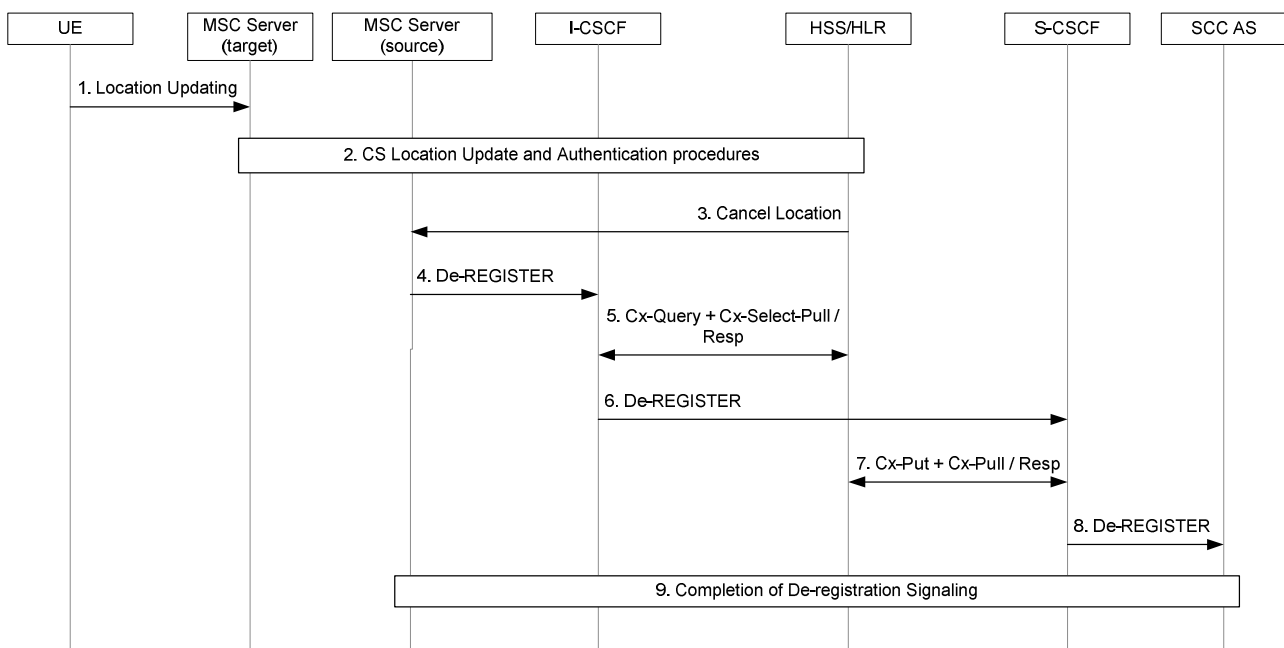 UE
MSC Server
(target)
MSC Server
(source)
I-CSCF
HSS/HLR
S-CSCF
SCC AS
1. Location Updating
2. CS Location Update and Authentication procedures
3. Cancel Location
4. De-REGISTER
5. Cx-Query + Cx-Select-Pull /
Resp
6. De-REGISTER
7. Cx-Put + Cx-Pull / Resp
8. De-REGISTER
9. Completion of De-registration Signaling